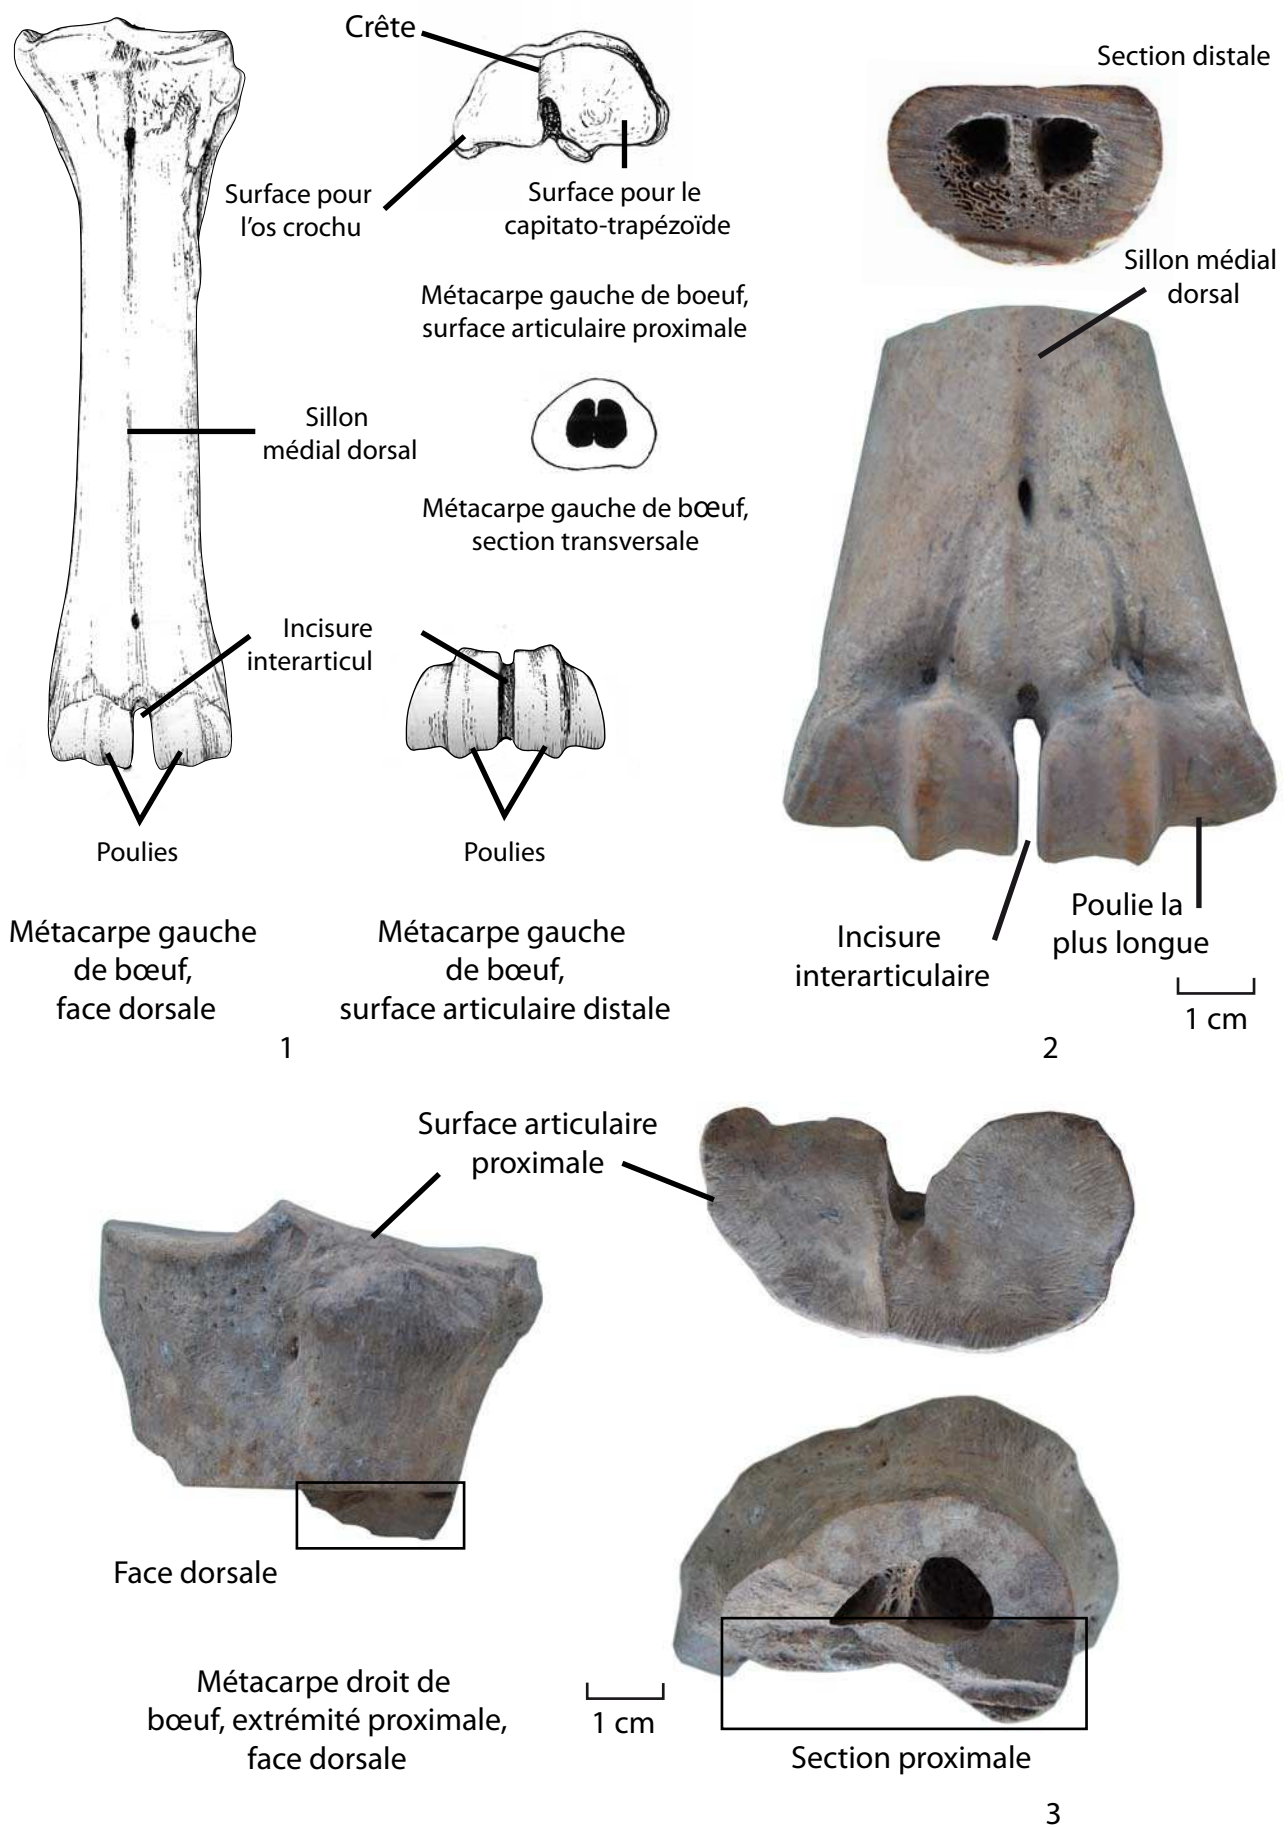 Crête
Surface pour
l'os crochu
Surface pour le
capitato-trapézoïde
Métacarpe gauche de boeuf,
surface articulaire proximale
Sillon
médial dorsal
Métacarpe gauche de bœuf,
section transversale
Incisure
interarticul
Poulies
Poulies
Métacarpe gauche
de bœuf,
face dorsale
Métacarpe gauche
de bœuf,
surface articulaire distale
1
Section distale
Sillon médial
dorsal
Poulie la
plus longue
Incisure
interarticulaire
1 cm
2
Surface articulaire
proximale
Face dorsale
Métacarpe droit de
bœuf, extrémité proximale,
face dorsale
1 cm
Section proximale
3